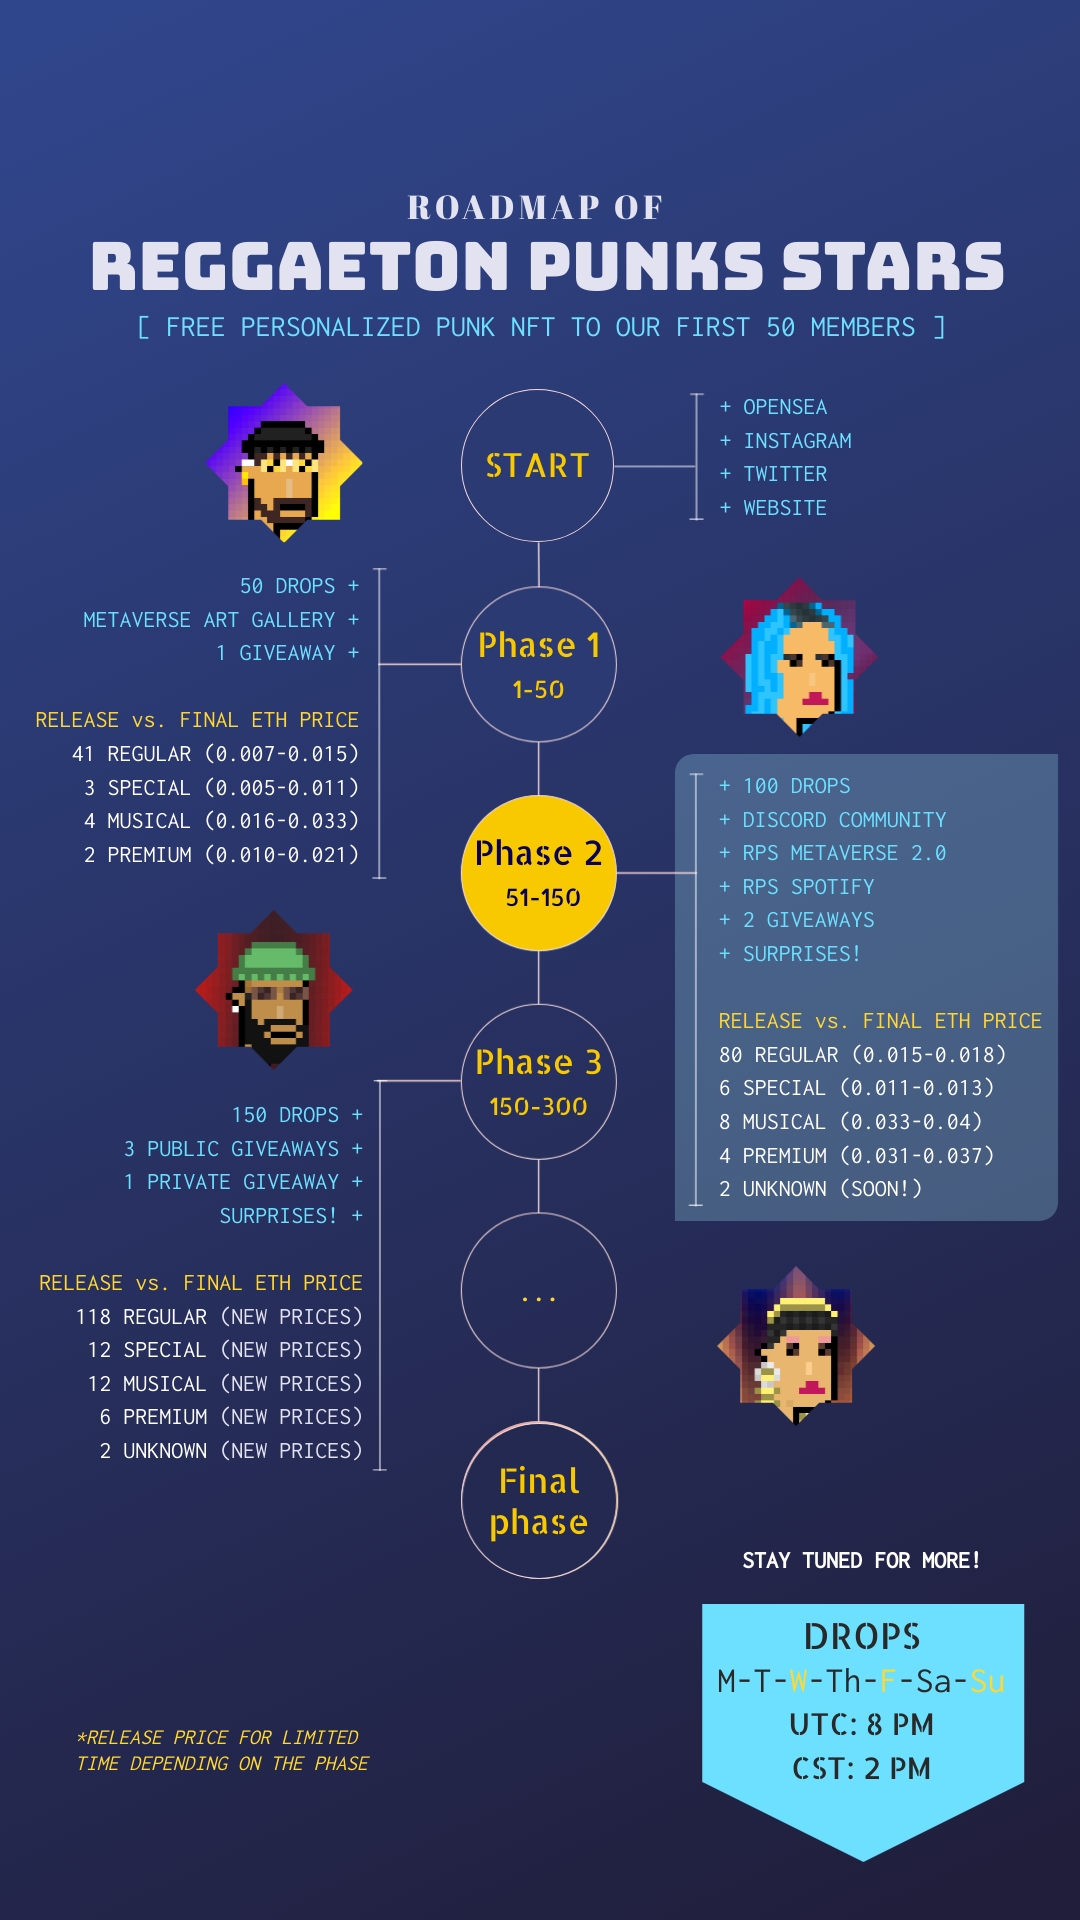 ROADMAP OF
REGGAETON PUNKS STARS
[ FREE PERSONALIZED PUNK NFT TO OUR FIRST 50 MEMBERS ]
START
+ OPENSEA
+ INSTAGRAM
+ TWITTER
+ WEBSITE
50 DROPS +
METAVERSE ART GALLERY +
1 GIVEAWAY +
RELEASE vs. FINAL ETH PRICE
41 REGULAR (0.007-0.015)
3 SPECIAL (0.005-0.011)
4 MUSICAL (0.016-0.033)
2 PREMIUM (0.010-0.021)
Phase 1
1-50
Phase 2
51-150
+ 100 DROPS
+ DISCORD COMMUNITY
+ RPS METAVERSE 2.0
+ RPS SPOTIFY
+ 2 GIVEAWAYS
+ SURPRISES!
RELEASE vs. FINAL ETH PRICE
80 REGULAR (0.015-0.018)
6 SPECIAL (0.011-0.013)
8 MUSICAL (0.033-0.04)
4 PREMIUM (0.031-0.037)
2 UNKNOWN (SOON!)
Phase 3
150-300
150 DROPS +
3 PUBLIC GIVEAWAYS +
1 PRIVATE GIVEAWAY +
SURPRISES! +
RELEASE vs. FINAL ETH PRICE
118 REGULAR (NEW PRICES)
12 SPECIAL (NEW PRICES)
12 MUSICAL (NEW PRICES)
6 PREMIUM (NEW PRICES)
2 UNKNOWN (NEW PRICES)
...
Final
phase
STAY TUNED FOR MORE!
DROPS
M-T-W-Th-F-Sa-Su
UTC: 8 PM
CST: 2 PM
*RELEASE PRICE FOR LIMITED
TIME DEPENDING ON THE PHASE